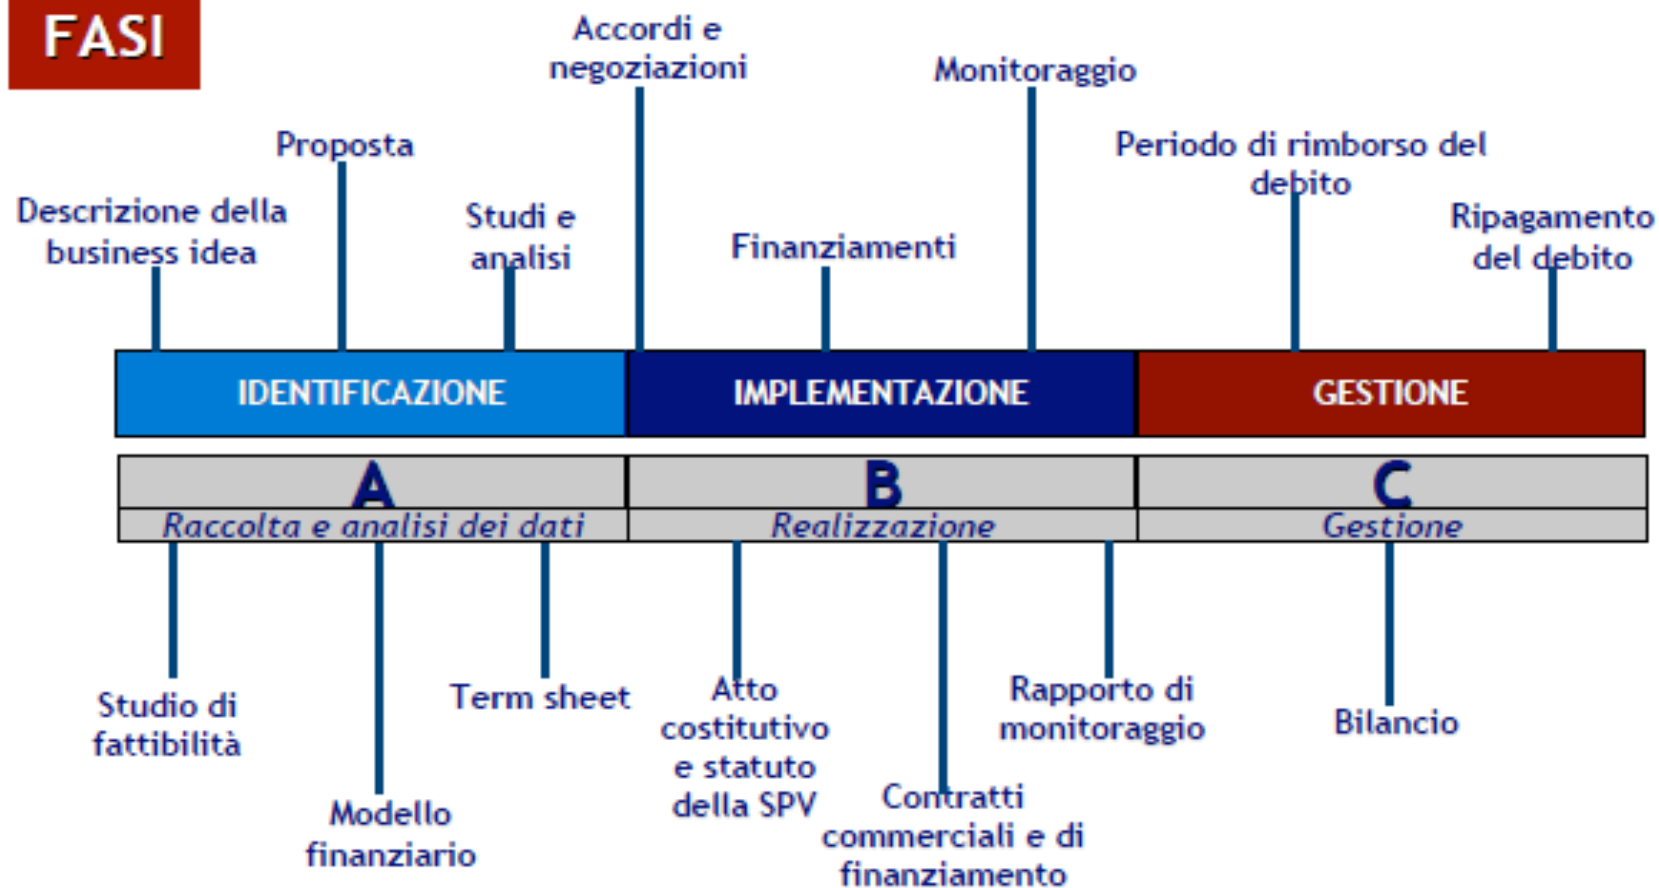 FASI
Accordi e
negoziazioni
Monitoraggio
Proposta
Periodo di rimborso del
debito
Descrizione della
business idea
Studi e
analisi
Finanziamenti
Ripagamento
del debito
IDENTIFICAZIONE
IMPLEMENTAZIONE
GESTIONE
A
B
C
Raccolta e analisi dei dati
Realizzazione
Gestione
Studio di
fattibilità
Modello
finanziario
Term sheet
Atto
costitutivo
e statuto
della SPV
Contratti
commerciali e di
finanziamento
Rapporto di
monitoraggio
Bilancio